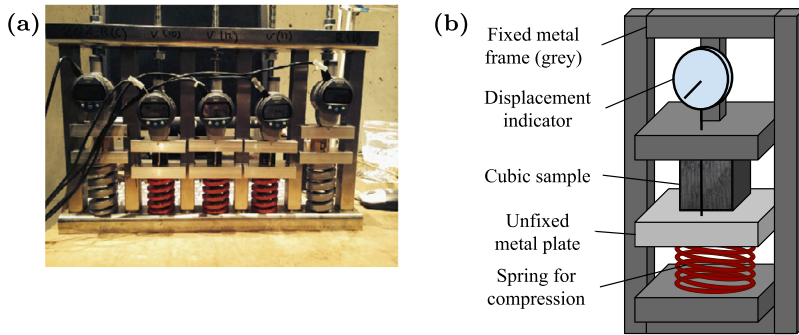 (a)
(b)
Fixed metal
frame (grey)
Displacement
indicator
Cubic sample
Unfixed
metal plate
Spring for
compression